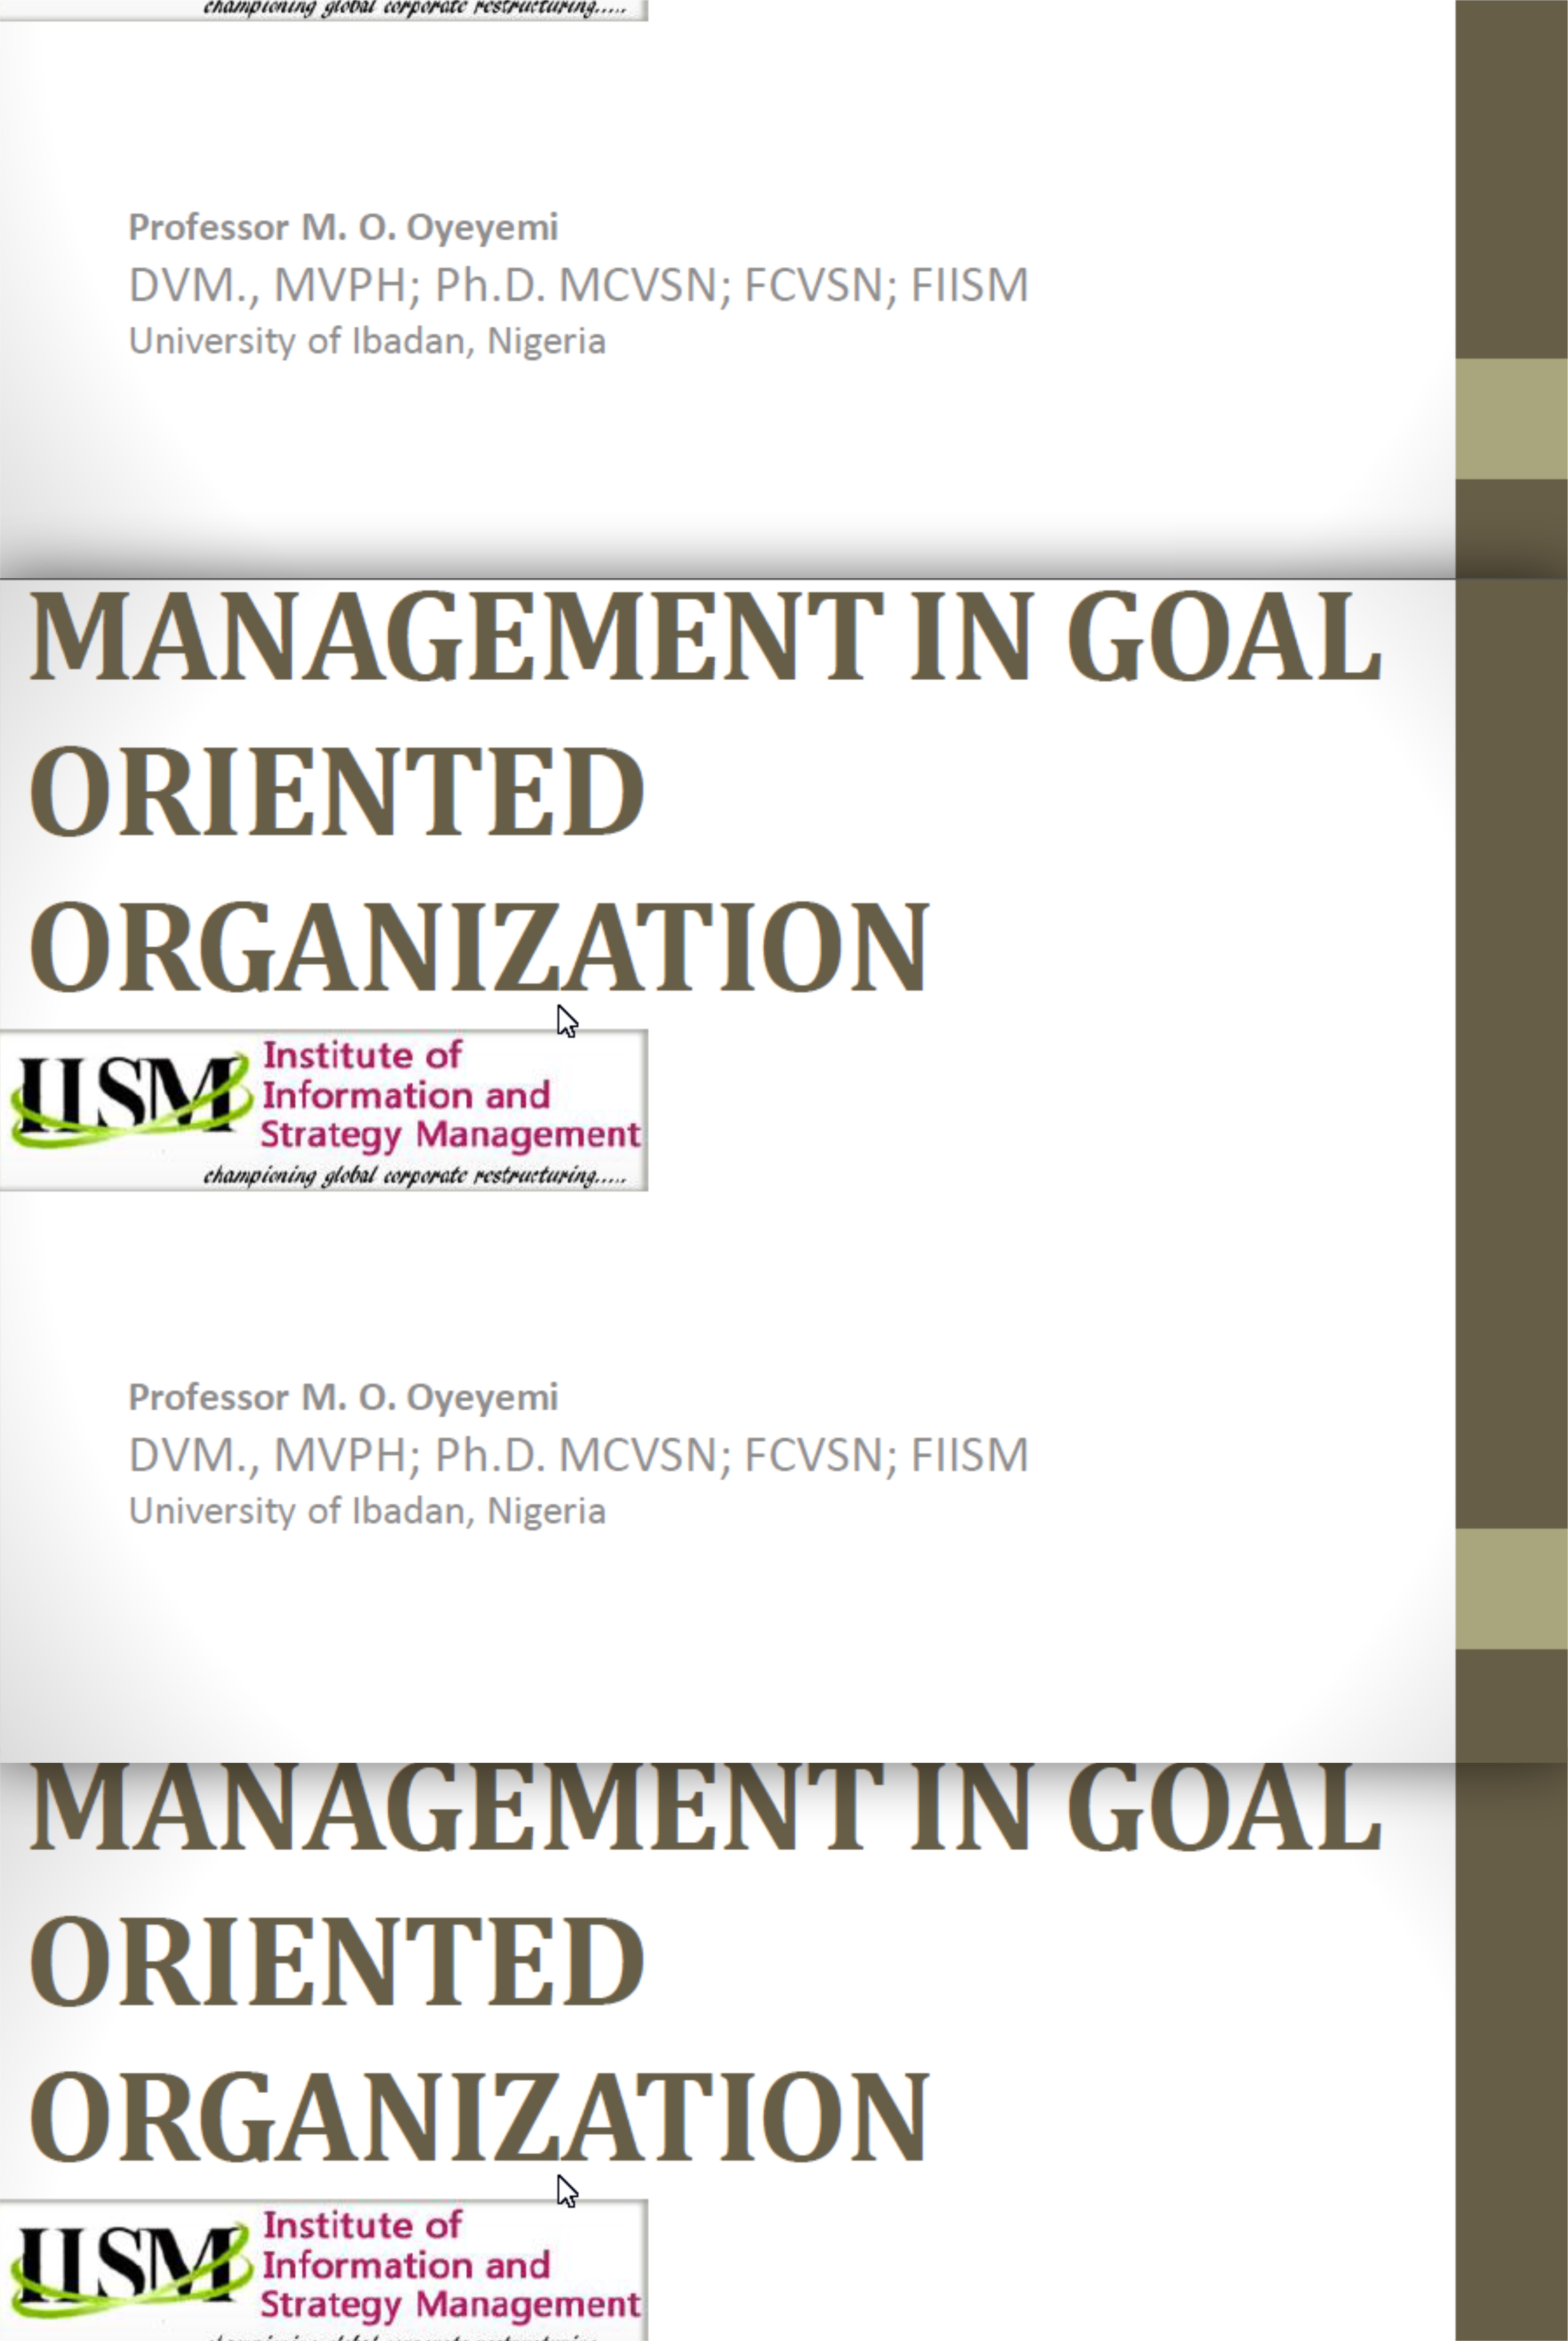 championing global corporate restructuring.....
Professor M. O. Oyeyemi
DVM., MVPH; Ph.D. MCVSN; FCVSN; FIISM
University of Ibadan, Nigeria
MANAGEMENT IN GOAL
ORIENTED
ORGANIZATION
IISM
Institute of
Information and
Strategy Management
championing global corporate restructuring.....
Professor M. O. Oyeyemi
DVM., MVPH; Ph.D. MCVSN; FCVSN; FIISM
University of Ibadan, Nigeria
MANAGEMENT IN GOAL
ORIENTED
ORGANIZATION
IISM
Institute of
Information and
Strategy Management